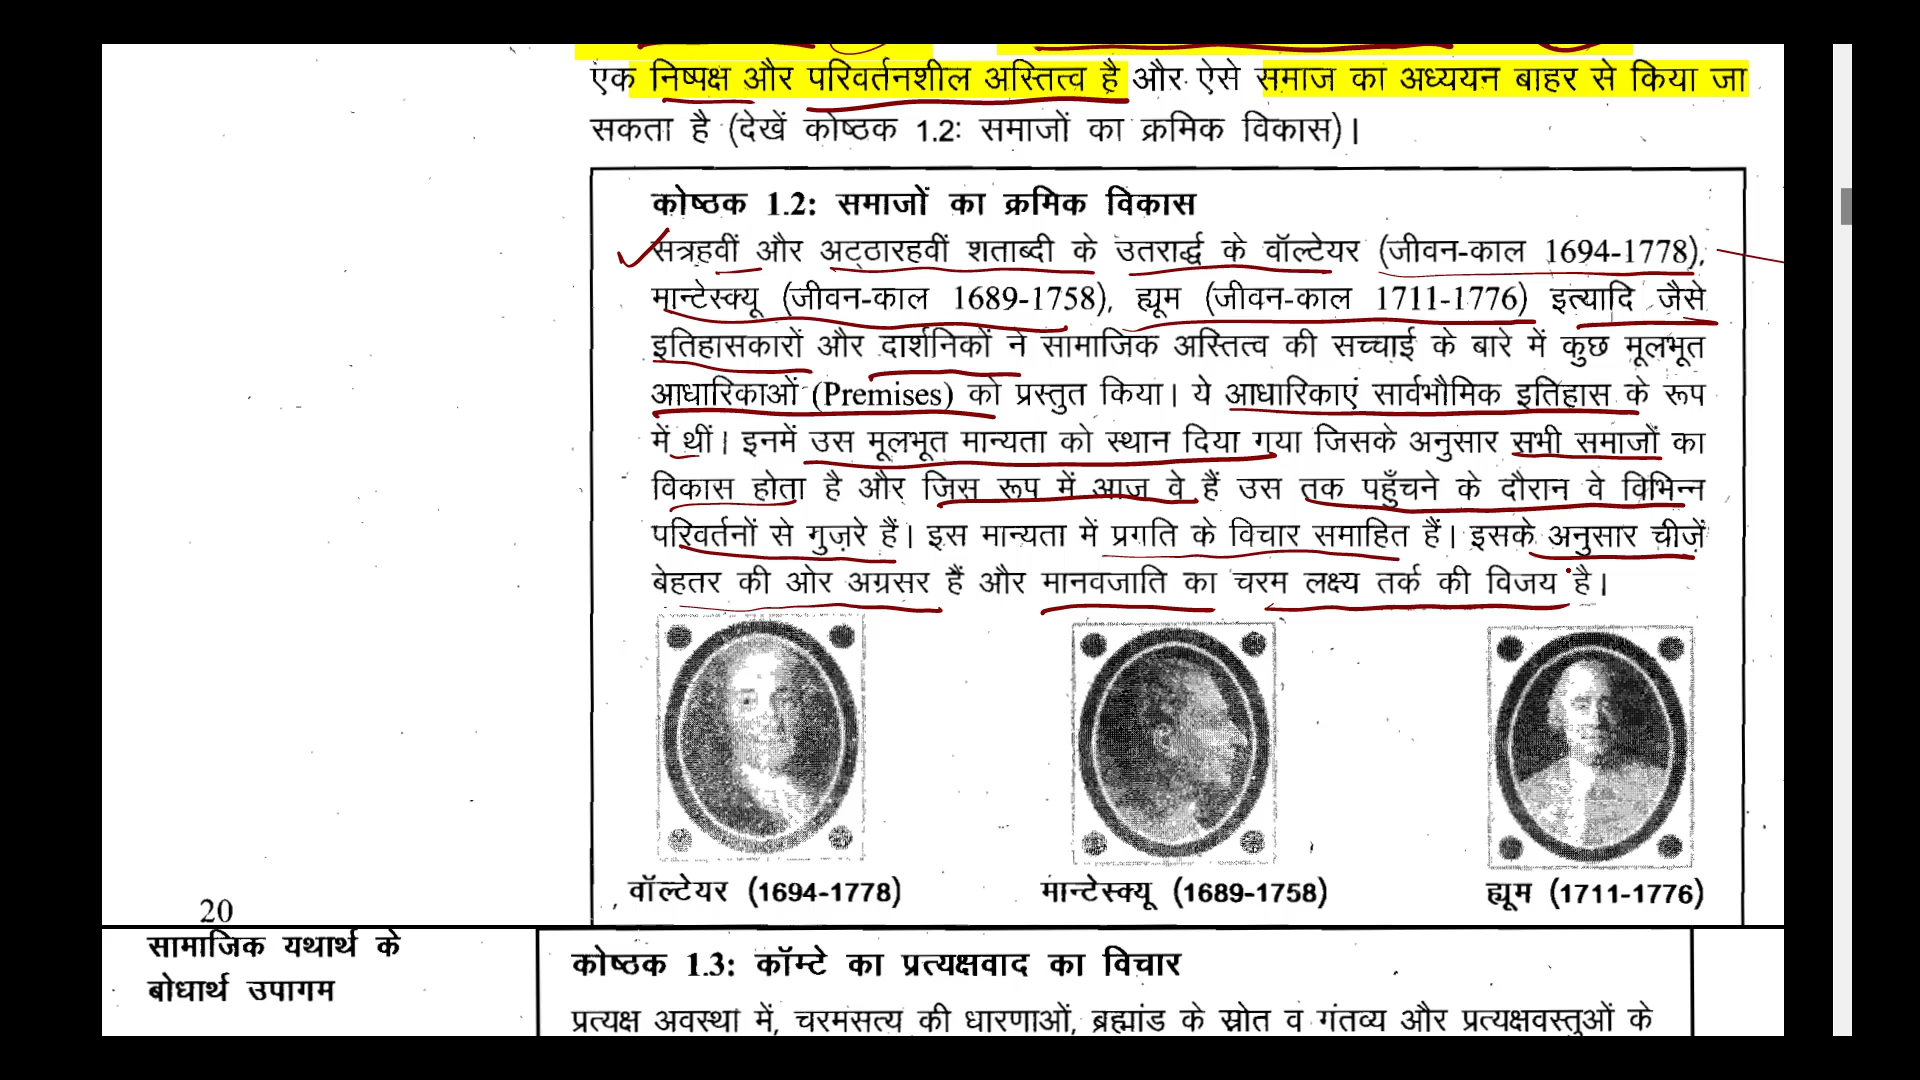 एक निष्पक्ष और परिवर्तनशील अस्तित्व है और ऐसे समाज का अध्ययन बाहर से किया जा
सकता है (देखें कोष्ठक 1.2: समाजों का क्रमिक विकास)।
कोष्ठक 1.2: समाजों का क्रमिक विकास
सत्रहवीं और अट्ठारहवीं शताब्दी के उतरार्द्ध के वॉल्टेयर (जीवन-काल 1694-1778),
मान्टेस्क्यू (जीवन-काल 1689-1758), ह्यूम (जीवन-काल 1711-1776) इत्यादि जैसे
इतिहासकारों और दार्शनिकों ने सामाजिक अस्तित्व की सच्चाई के बारे में कुछ मूलभूत
आधारिकाओं (Premises) को प्रस्तुत किया। ये आधारिकाएं सार्वभौमिक इतिहास के रूप
में थीं। इनमें उस मूलभूत मान्यता को स्थान दिया गया जिसके अनुसार सभी समाजों का
विकास होता है और जिस रूप में आज वे हैं उस तक पहुँचने के दौरान वे विभिन्न
परिवर्तनों से गुज़रे हैं। इस मान्यता में प्रगति के विचार समाहित हैं। इसके अनुसार चीज़ें
बेहतर की ओर अग्रसर हैं और मानवजाति का चरम लक्ष्य तर्क की विजय है।
वॉल्टेयर (1694-1778) मान्टेस्क्यू (1689-1758) ह्यूम (1711-1776)
20
सामाजिक यथार्थ के
बोधार्थ उपागम
कोष्ठक 1.3: कॉम्टे का प्रत्यक्षवाद का विचार
प्रत्यक्ष अवस्था में, चरमसत्य की धारणाओं, ब्रह्मांड के स्रोत व गंतव्य और प्रत्यक्षवस्तुओं के